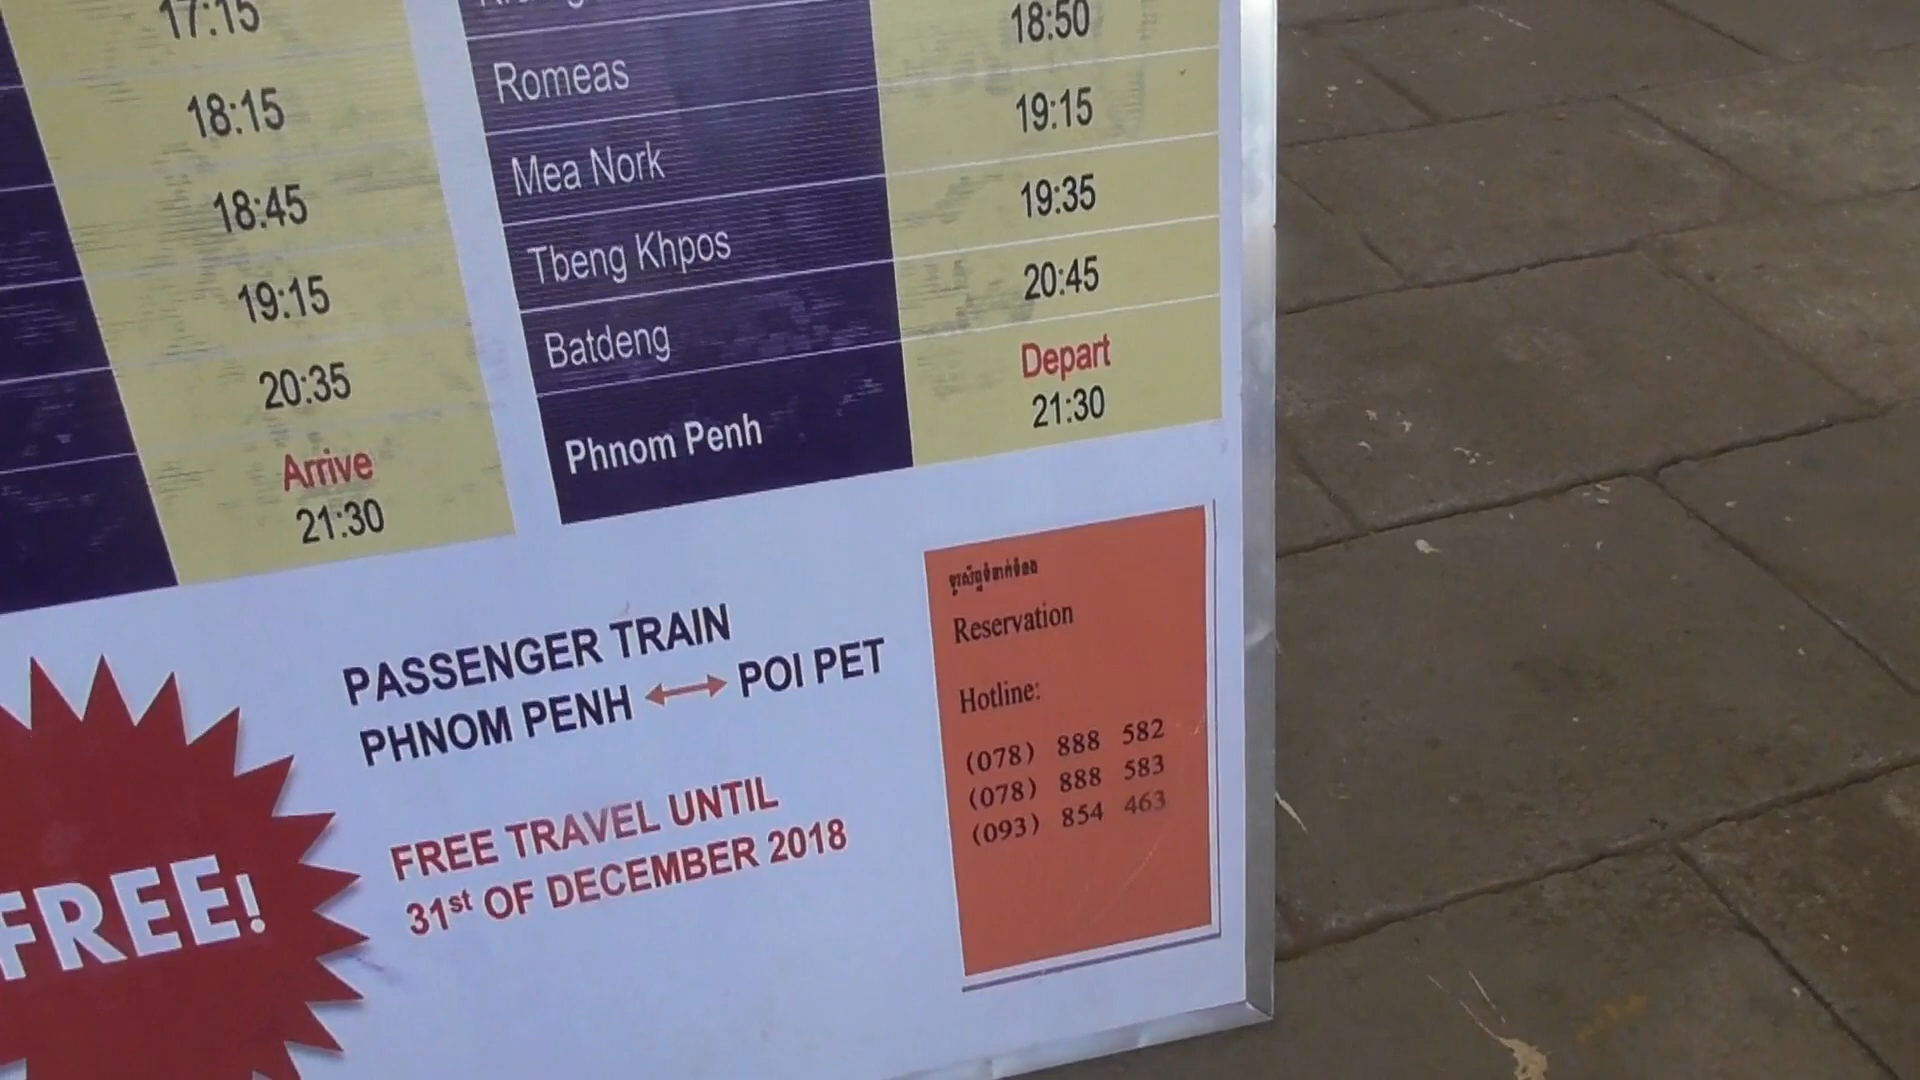 17:15
18:15
18:45
19:15
20:35
Arrive
21:30
Romeas 18:50
Mea Nork 19:15
Tbeng Khpos 19:35
Batdeng 20:45
Phnom Penh Depart
21:30
FREE!
PASSENGER TRAIN
PHNOM PENH ↔ POI PET
FREE TRAVEL UNTIL
31st OF DECEMBER 2018
Reservation
Hotline:
(078) 888 582
(078) 888 583
(093) 854 463